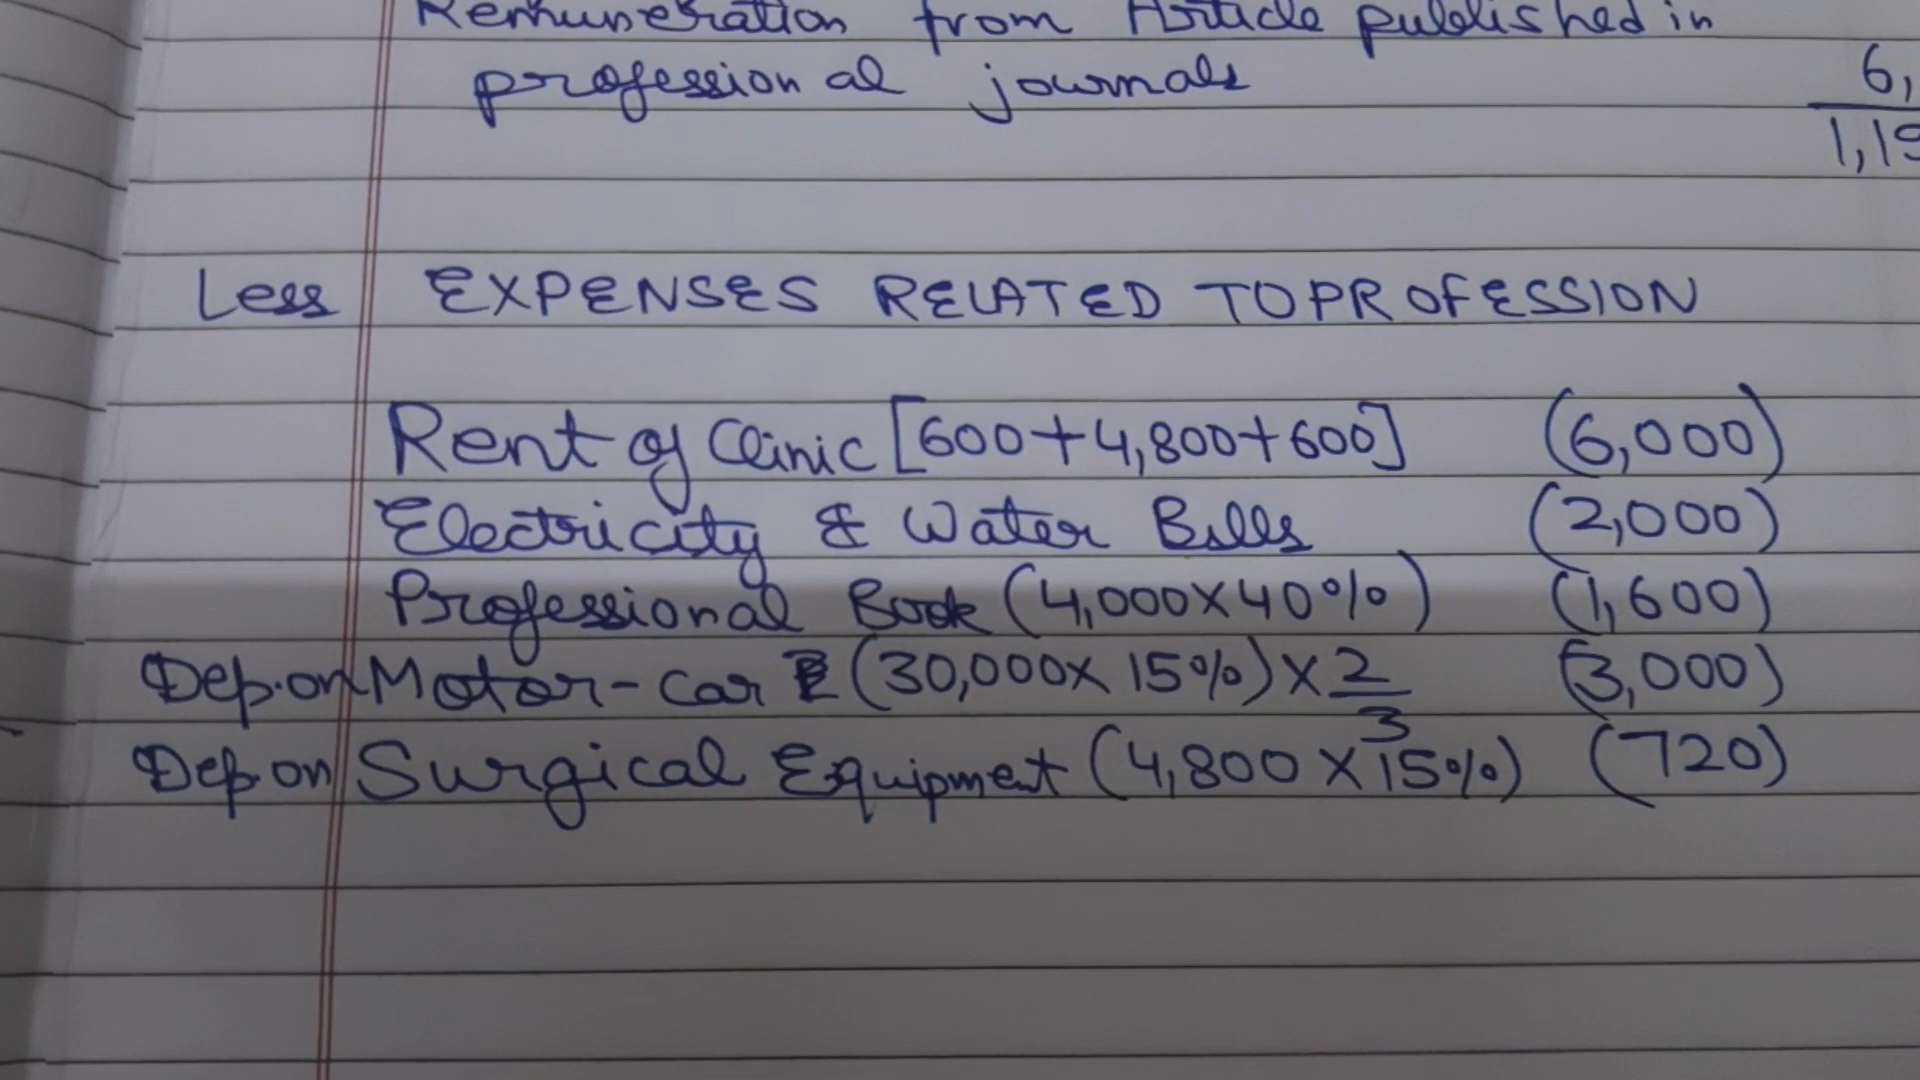 Remuneration from Article published in
professional journals 6,
1,19
Less EXPENSES RELATED TO PROFESSION
Rent of Clinic [600+4,800+600] (6,000)
Electricity & Water Bills (2,000)
Professional Book (4,000×40%) (1,600)
Dep. on Motor-car (30,000×15%)×2/3 (3,000)
Dep. on Surgical Equipment (4,800×15%) (720)